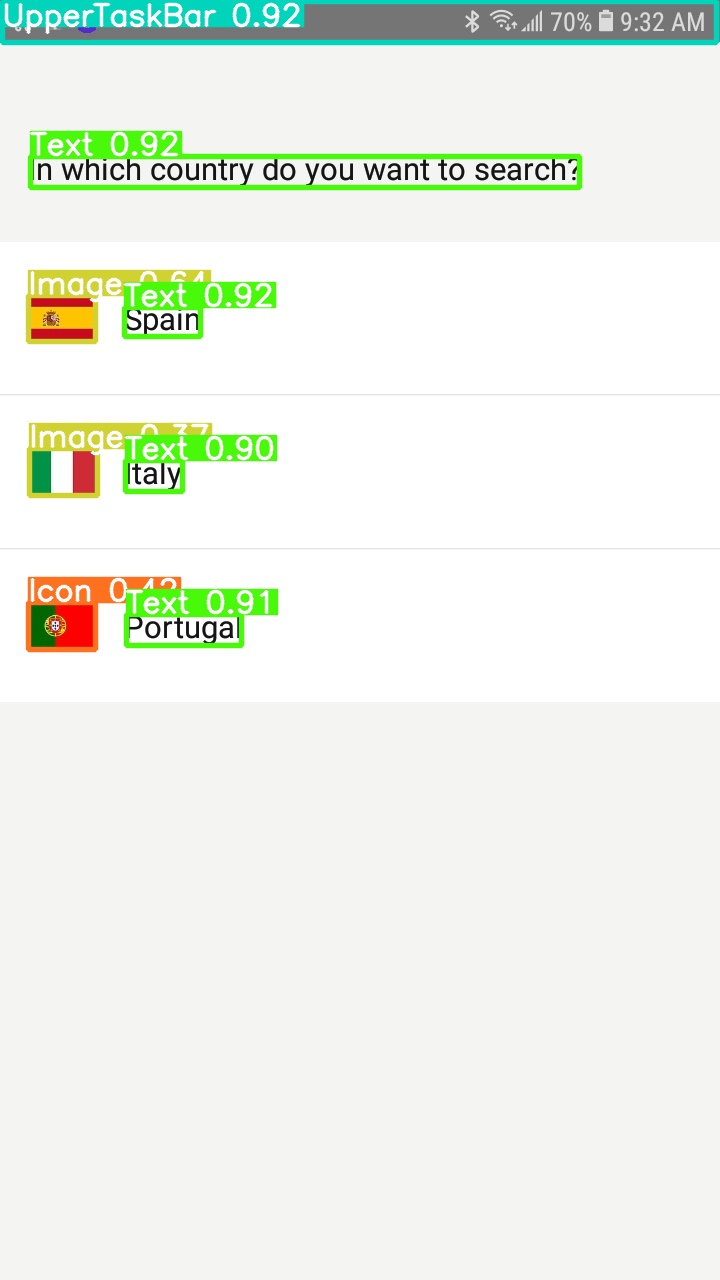 UpperTaskBar 0.92
70% 9:32 AM
Text 0.92
In which country do you want to search?
Image 0.64
Text 0.92
Spain
Image 0.37
Text 0.90
Italy
Icon 0.42
Text 0.91
Portugal